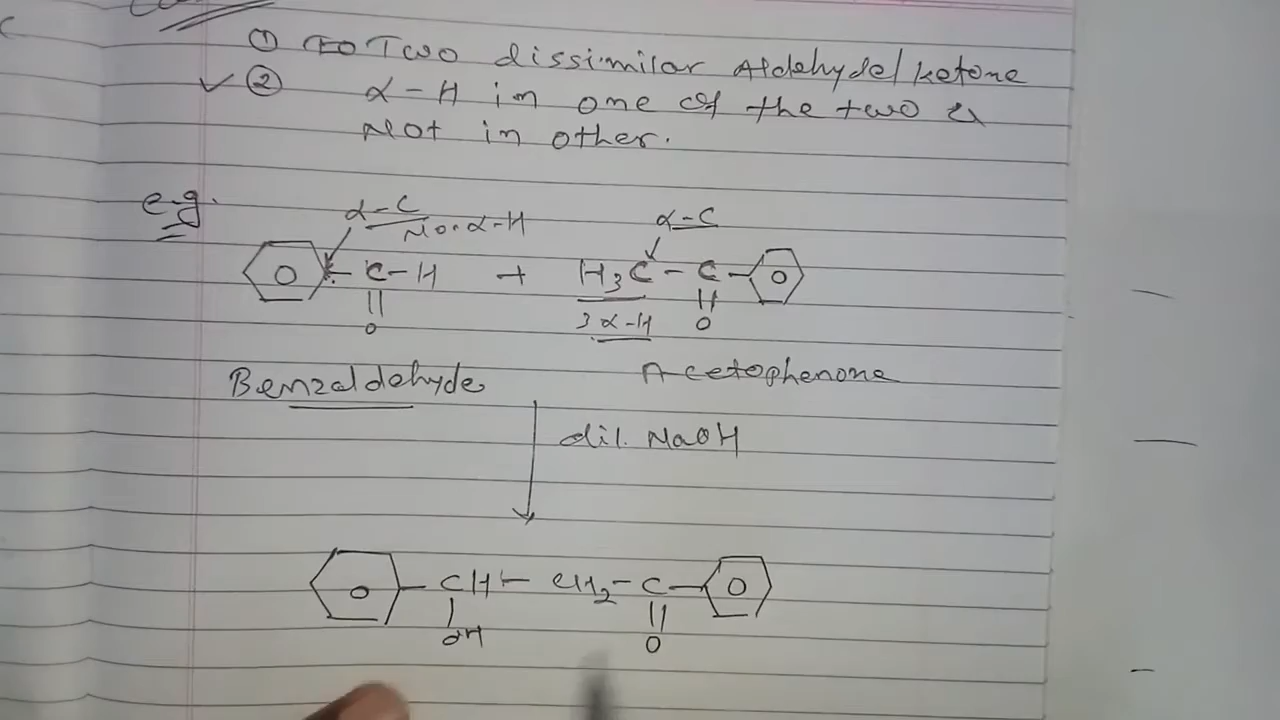 ① Two dissimilar Aldehyde/ketone
✓ ② α-H in one of the two &
Not in other.
e.g.
α-C
No. α-H
α-C
C-H + H₃C-C-
O
3 α-H
O
Benzaldehyde
Acetophenone
dil. NaOH
CH - CH₂-C-
OH
O